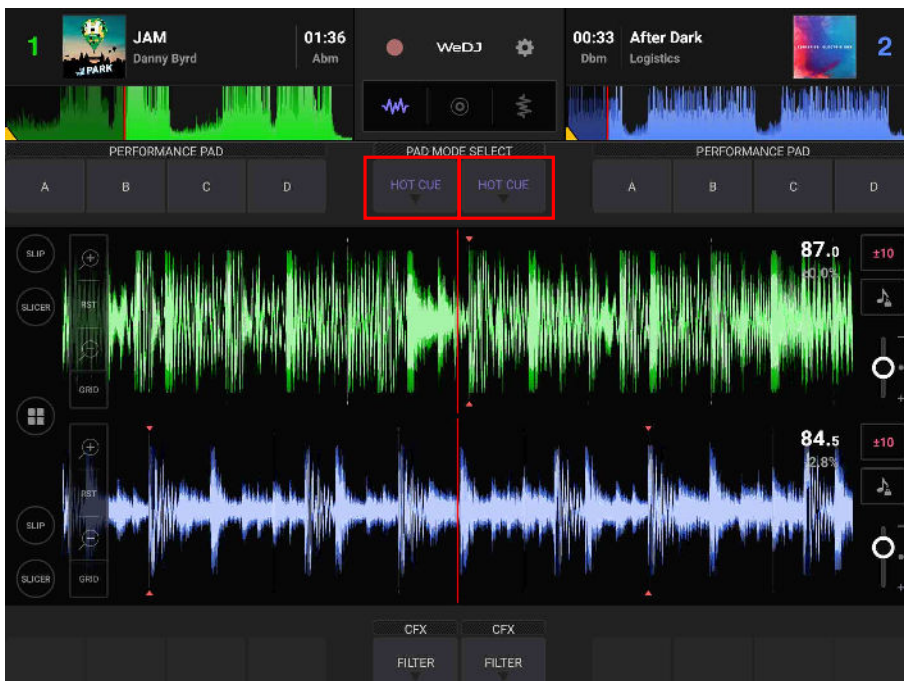 1
PARK
JAM
Danny Byrd
01:36
Abm
WeDJ
00:33
Dbm
After Dark
Logistics
2
PERFORMANCE PAD
PAD MODE SELECT
PERFORMANCE PAD
A B C D
HOT CUE HOT CUE
A B C D
SLIP
SLICER
RST
GRID
87.0
±0.0%
±10
RST
SLIP
SLICER
GRID
84.5
-2.8%
±10
CFX CFX
FILTER FILTER